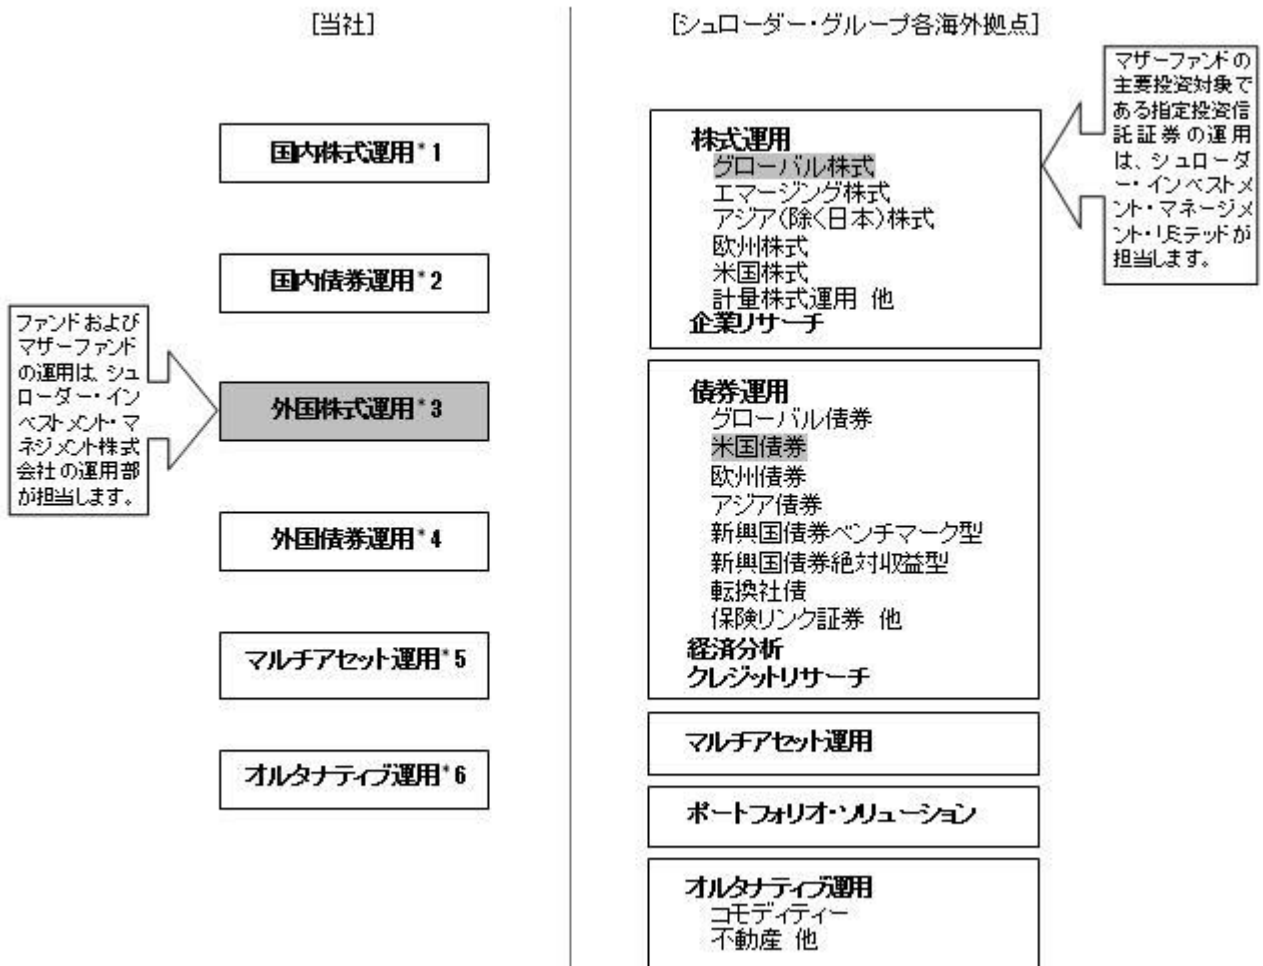 [当社]
国内株式運用*1
国内債券運用*2
ファンドおよび
マザーファンド
の運用は、シュ
ローダー・イン
ベストメント・マ
ネジメント株式
会社の運用部
が担当します。
外国株式運用*3
外国債券運用*4
マルチアセット運用*5
オルタナティブ運用*6
[シュローダー・グループ各海外拠点]
マザーファンドの
主要投資対象で
ある指定投資信
託証券の運用
は、シュローダ
ー・インベストメ
ント・マネージメ
ント・リミテッドが
担当します。
株式運用
グローバル株式
エマージング株式
アジア(除く日本)株式
欧州株式
米国株式
計量株式運用 他
企業リサーチ
債券運用
グローバル債券
米国債券
欧州債券
アジア債券
新興国債券ベンチマーク型
新興国債券絶対収益型
転換社債
保険リンク証券 他
経済分析
クレジットリサーチ
マルチアセット運用
ポートフォリオ・ソリューション
オルタナティブ運用
コモディティー
不動産 他